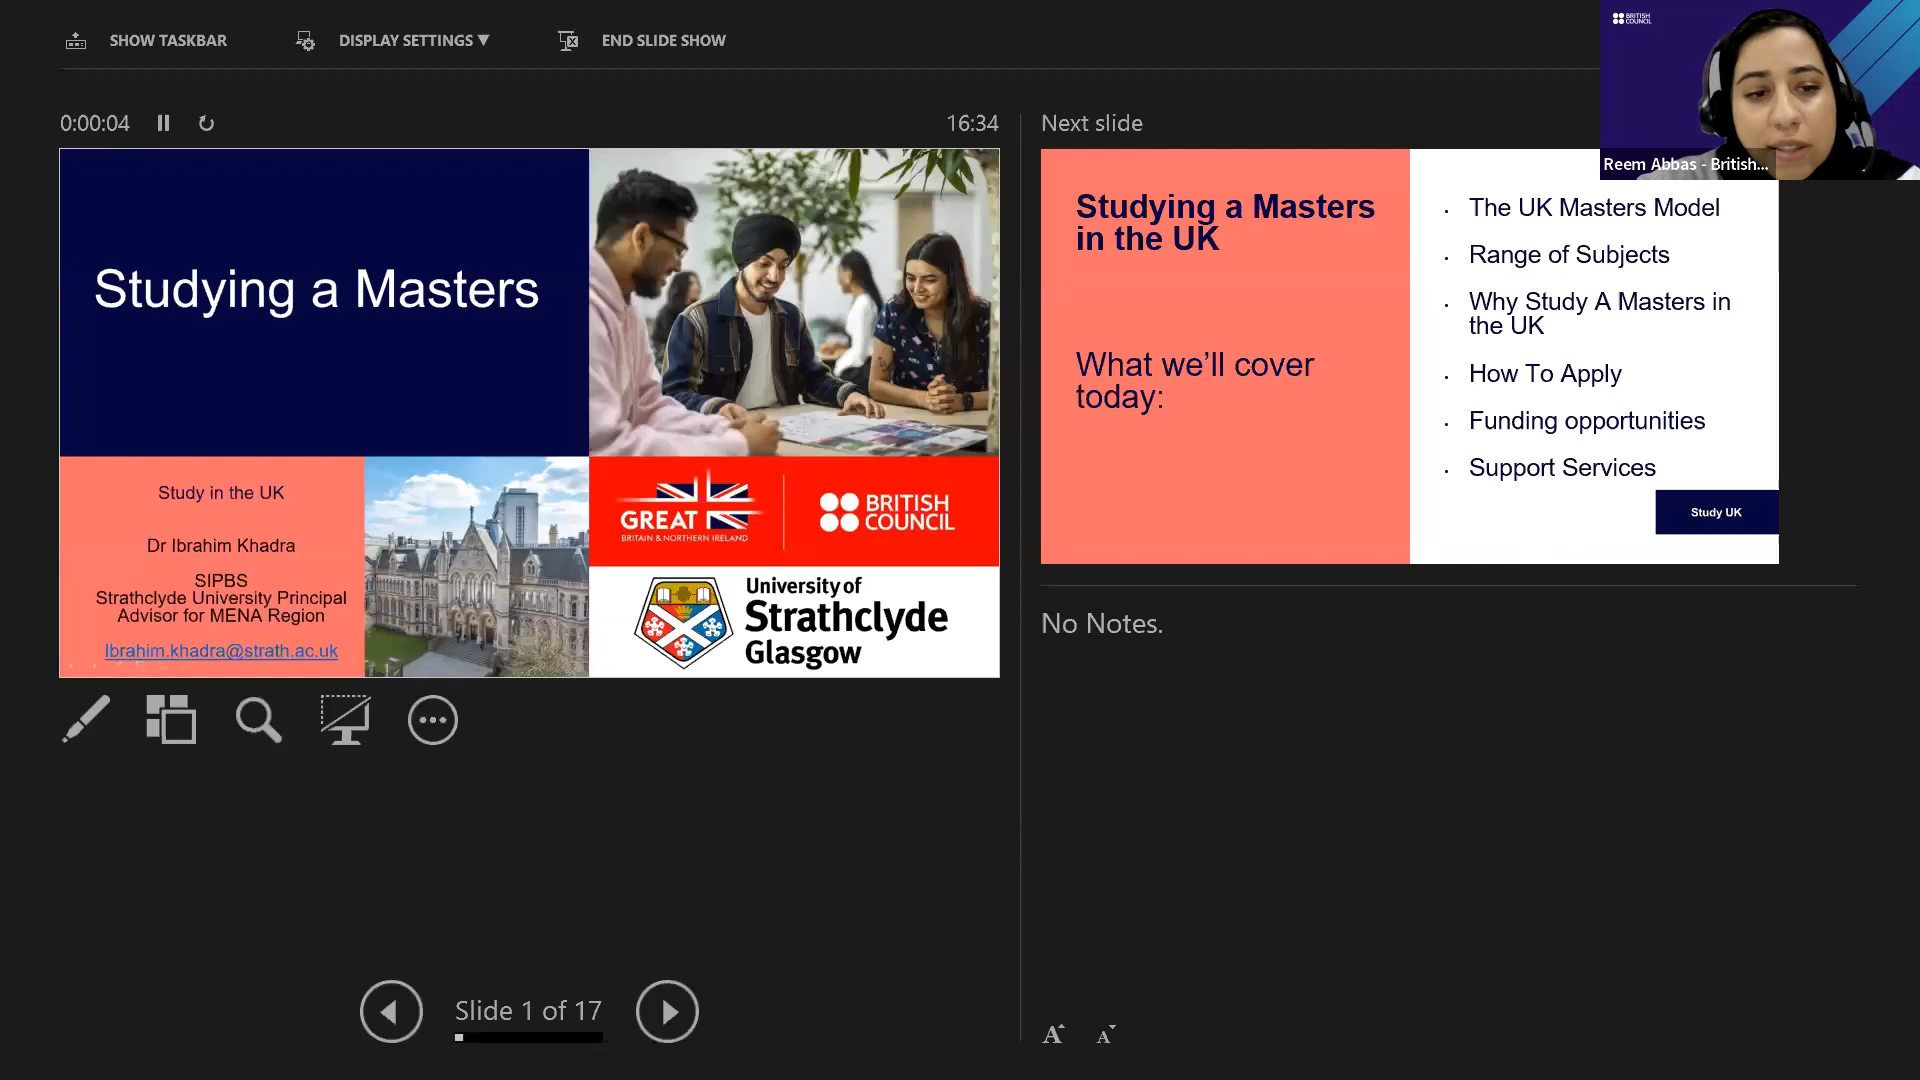 SHOW TASKBAR
DISPLAY SETTINGS ▼
END SLIDE SHOW
BRITISH
COUNCIL
Reem Abbas - British...
0:00:04
16:34
Next slide
Studying a Masters
Study in the UK
Dr Ibrahim Khadra
SIPBS
Strathclyde University Principal
Advisor for MENA Region
Ibrahim.khadra@strath.ac.uk
GREAT
BRITAIN & NORTHERN IRELAND
BRITISH
COUNCIL
University of
Strathclyde
Glasgow
Studying a Masters
in the UK
What we’ll cover
today:
· The UK Masters Model
· Range of Subjects
· Why Study A Masters in
the UK
· How To Apply
· Funding opportunities
· Support Services
Study UK
No Notes.
Slide 1 of 17
A
A